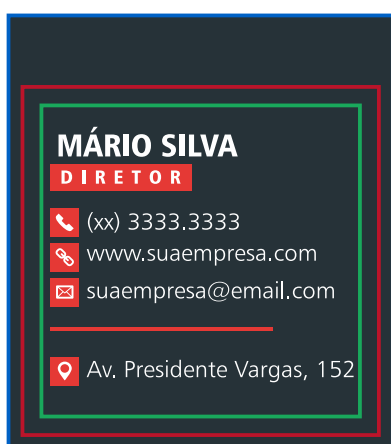 MÁRIO SILVA
DIRETOR
(xx) 3333.3333
www.suaempresa.com
suaempresa@email.com
Av. Presidente Vargas, 152